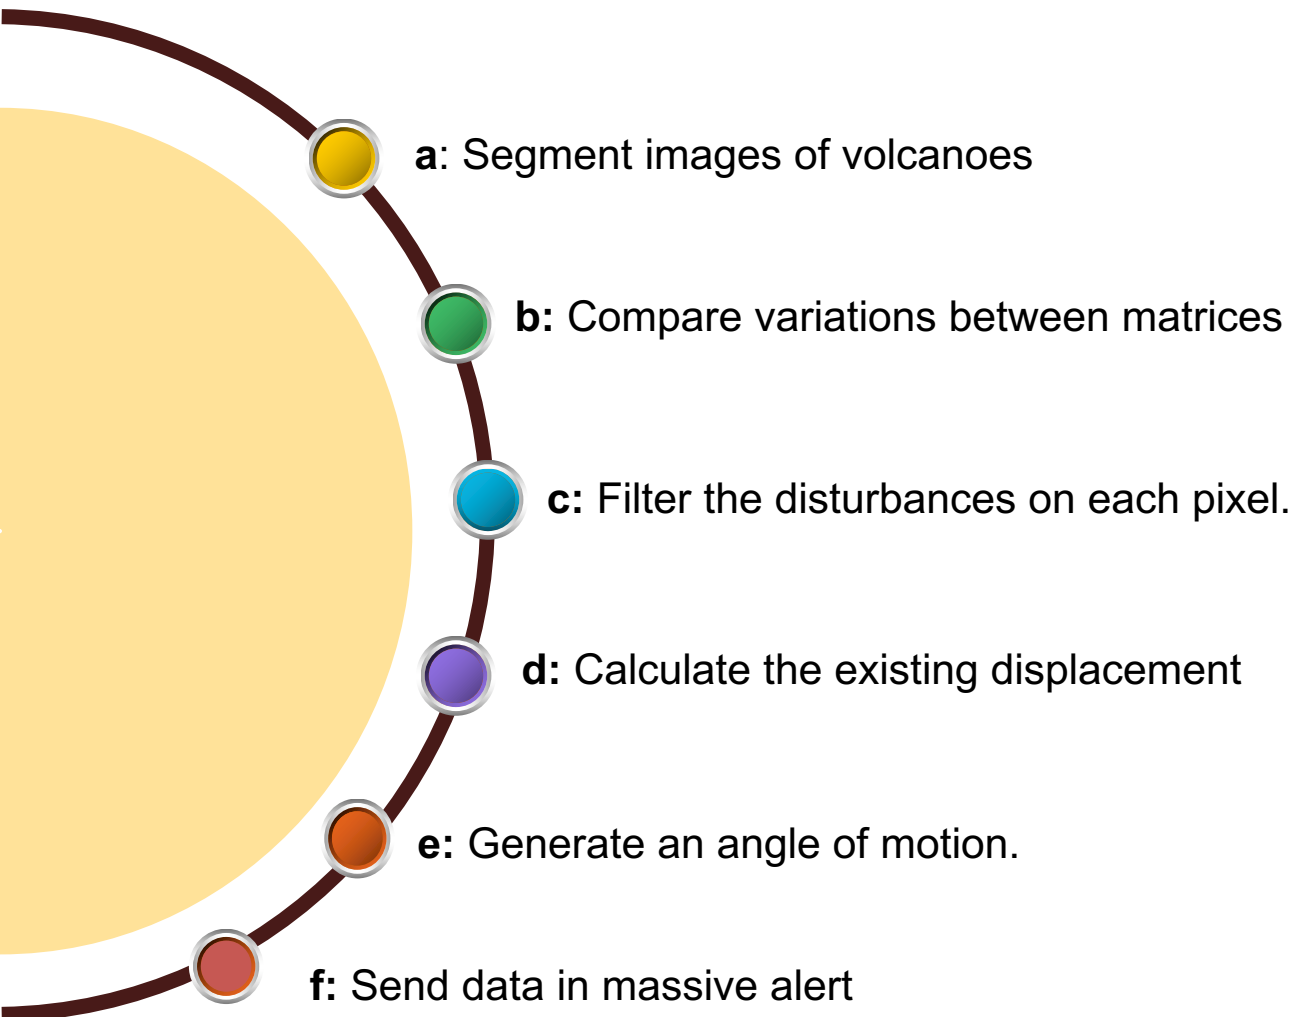 a: Segment images of volcanoes
b: Compare variations between matrices
c: Filter the disturbances on each pixel.
d: Calculate the existing displacement
e: Generate an angle of motion.
f: Send data in massive alert